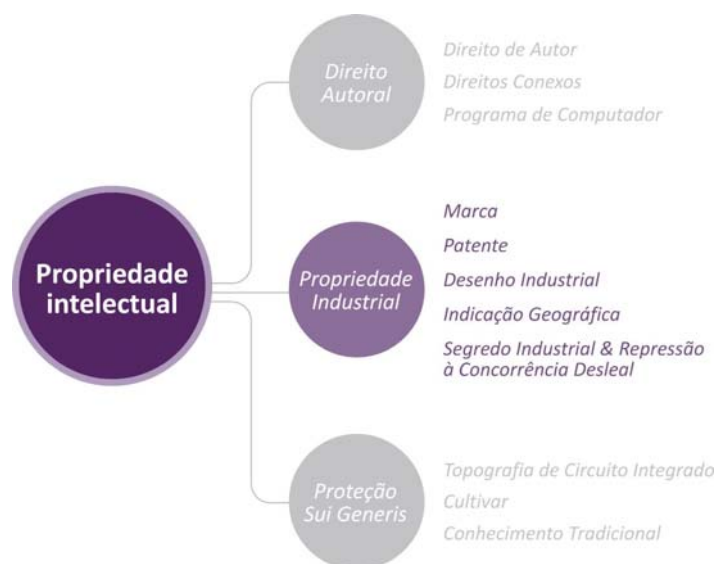 Propriedade
intelectual
Direito
Autoral
Direito de Autor
Direitos Conexos
Programa de Computador
Propriedade
Industrial
Marca
Patente
Desenho Industrial
Indicação Geográfica
Segredo Industrial & Repressão
à Concorrência Desleal
Proteção
Sui Generis
Topografia de Circuito Integrado
Cultivar
Conhecimento Tradicional